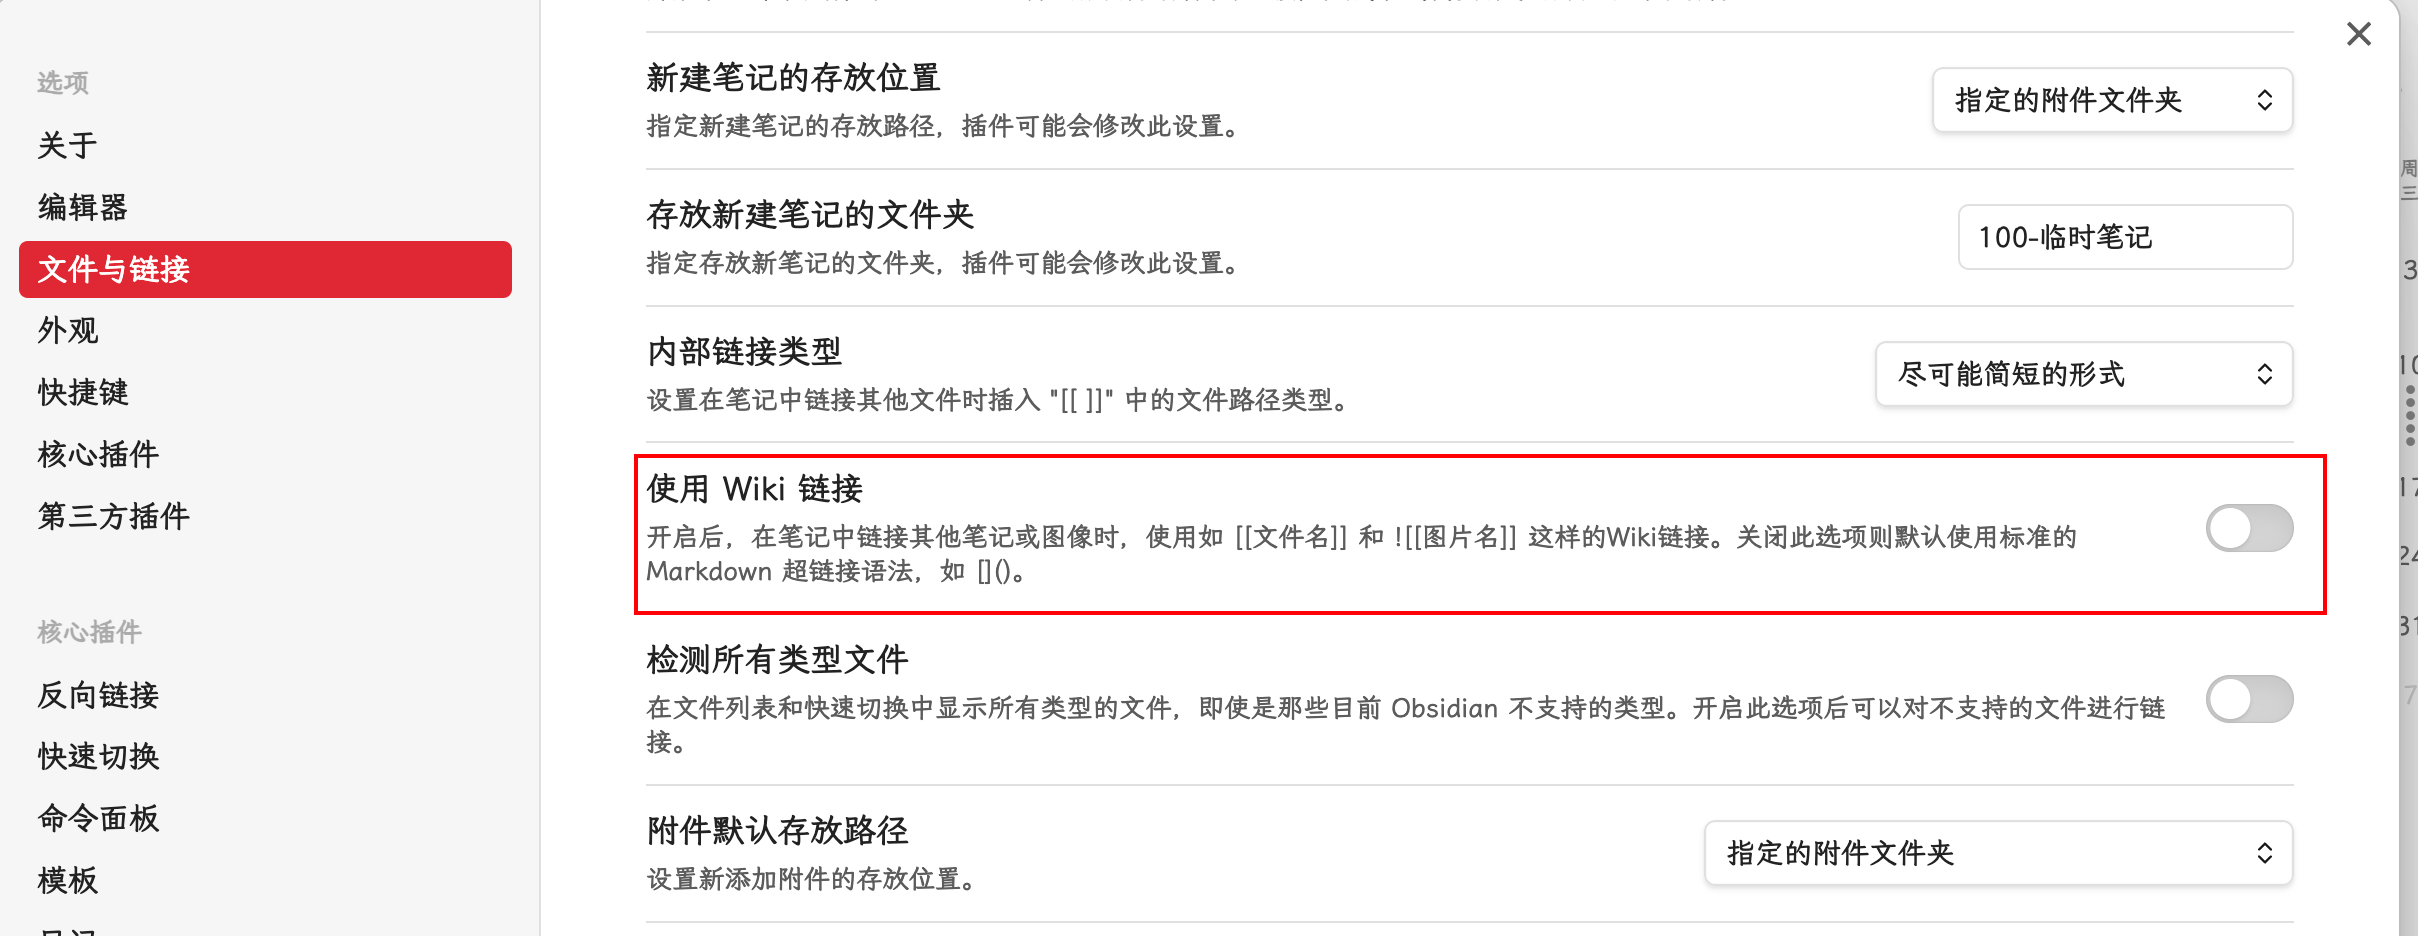 选项
关于
编辑器
文件与链接
外观
快捷键
核心插件
第三方插件
核心插件
反向链接
快速切换
命令面板
模板
新建笔记的存放位置
指定新建笔记的存放路径，插件可能会修改此设置。
指定的附件文件夹
存放新建笔记的文件夹
指定存放新笔记的文件夹，插件可能会修改此设置。
100-临时笔记
内部链接类型
设置在笔记中链接其他文件时插入 "[[ ]]" 中的文件路径类型。
尽可能简短的形式
使用 Wiki 链接
开启后，在笔记中链接其他笔记或图像时，使用如 [[文件名]] 和 ![[图片名]] 这样的Wiki链接。关闭此选项则默认使用标准的
Markdown 超链接语法，如 []()。
检测所有类型文件
在文件列表和快速切换中显示所有类型的文件，即使是那些目前 Obsidian 不支持的类型。开启此选项后可以对不支持的文件进行链
接。
附件默认存放路径
设置新添加附件的存放位置。
指定的附件文件夹
周
三
3
10
17
24
31
7